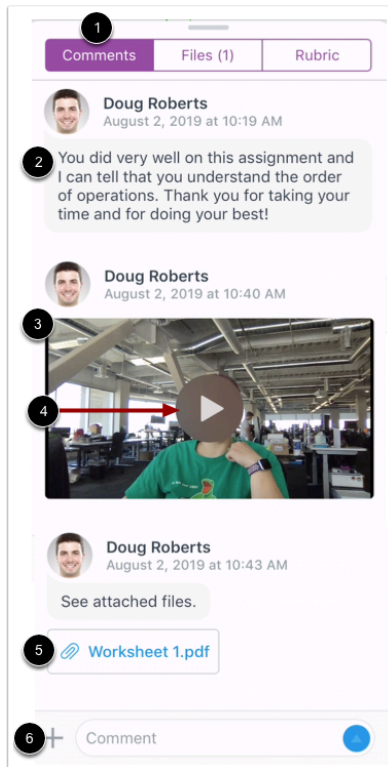 1
Comments Files (1) Rubric
Doug Roberts
August 2, 2019 at 10:19 AM
2
You did very well on this assignment and
I can tell that you understand the order
of operations. Thank you for taking your
time and for doing your best!
Doug Roberts
August 2, 2019 at 10:40 AM
3
4
Doug Roberts
August 2, 2019 at 10:43 AM
See attached files.
5
Worksheet 1.pdf
6
Comment